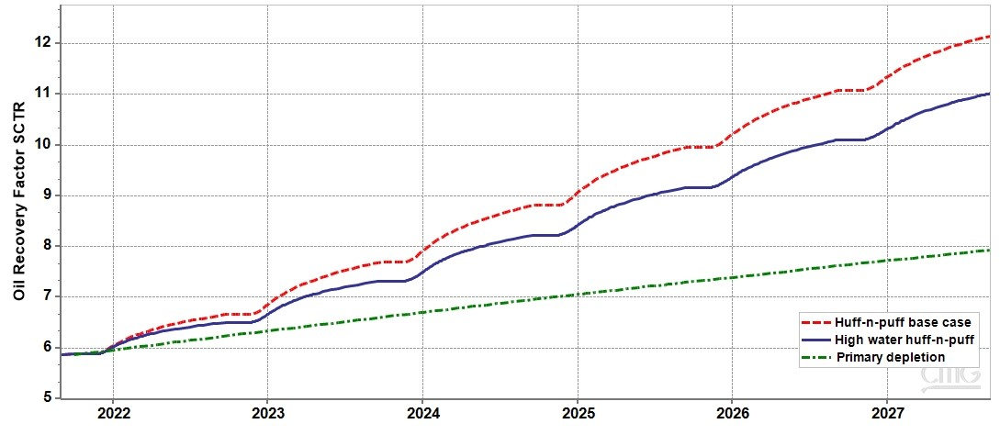 Oil Recovery Factor SCTR
12
11
10
9
8
7
6
5
2022 2023 2024 2025 2026 2027
Huff-n-puff base case
High water huff-n-puff
Primary depletion
CMG